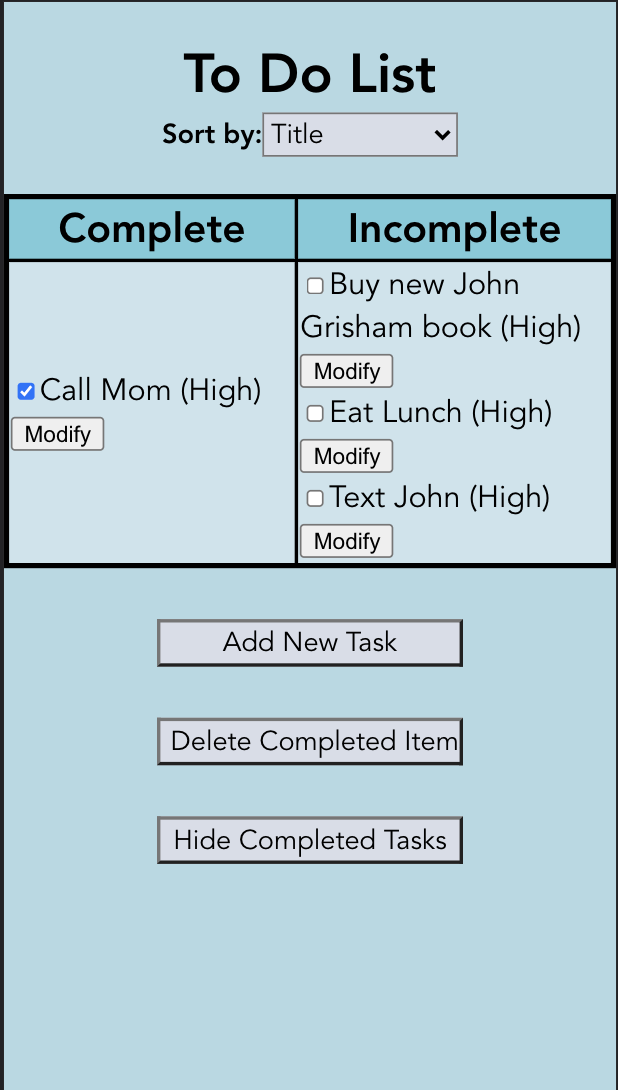 To Do List
Sort by: Title
Complete
Incomplete
Call Mom (High)
Modify
Buy new John
Grisham book (High)
Modify
Eat Lunch (High)
Modify
Text John (High)
Modify
Add New Task
Delete Completed Item
Hide Completed Tasks